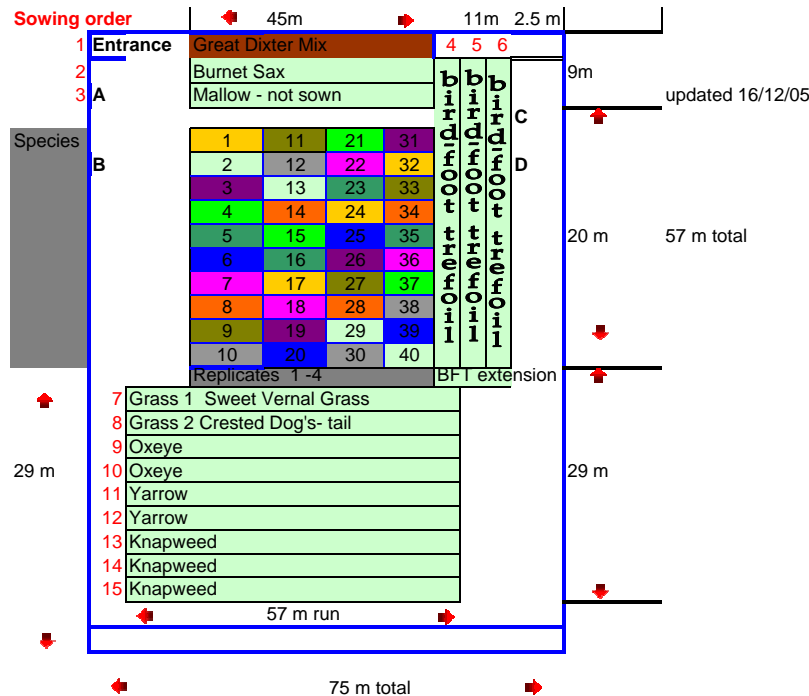 Sowing order 45m 11m 2.5 m
1 Entrance Great Dixter Mix 4 5 6
2 Burnet Sax 9m
3 A Mallow - not sown updated 16/12/05
C
bird-foot trefoil bird-foot trefoil bird-foot trefoil
Species 1 11 21 31
B 2 12 22 32 D
3 13 23 33
4 14 24 34
5 15 25 35 20 m 57 m total
6 16 26 36
7 17 27 37
8 18 28 38
9 19 29 39
10 20 30 40
Replicates 1 -4 BFT extension
7 Grass 1 Sweet Vernal Grass
8 Grass 2 Crested Dog's- tail
9 Oxeye
29 m 10 Oxeye 29 m
11 Yarrow
12 Yarrow
13 Knapweed
14 Knapweed
15 Knapweed
57 m run
75 m total